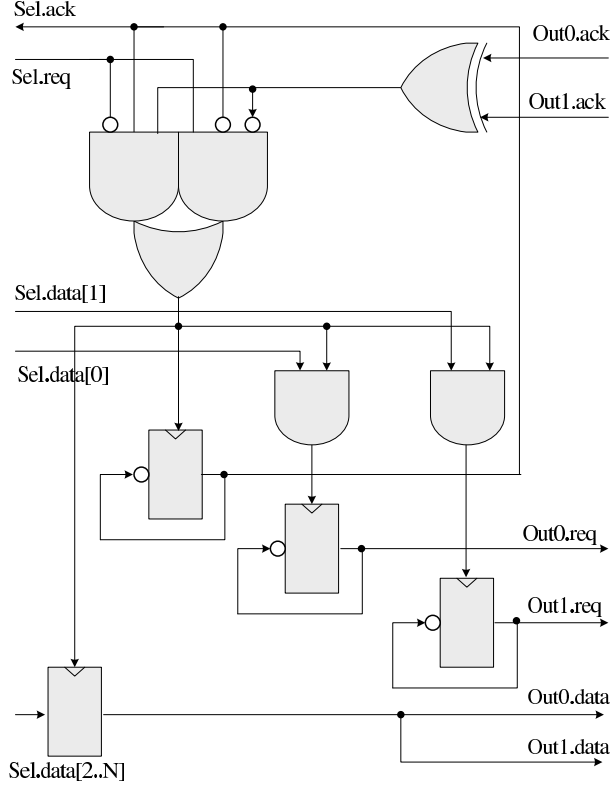 Sel.ack
Out0.ack
Sel.req
Out1.ack
Sel.data[1]
Sel.data[0]
Out0.req
Out1.req
Out0.data
Out1.data
Sel.data[2..N]